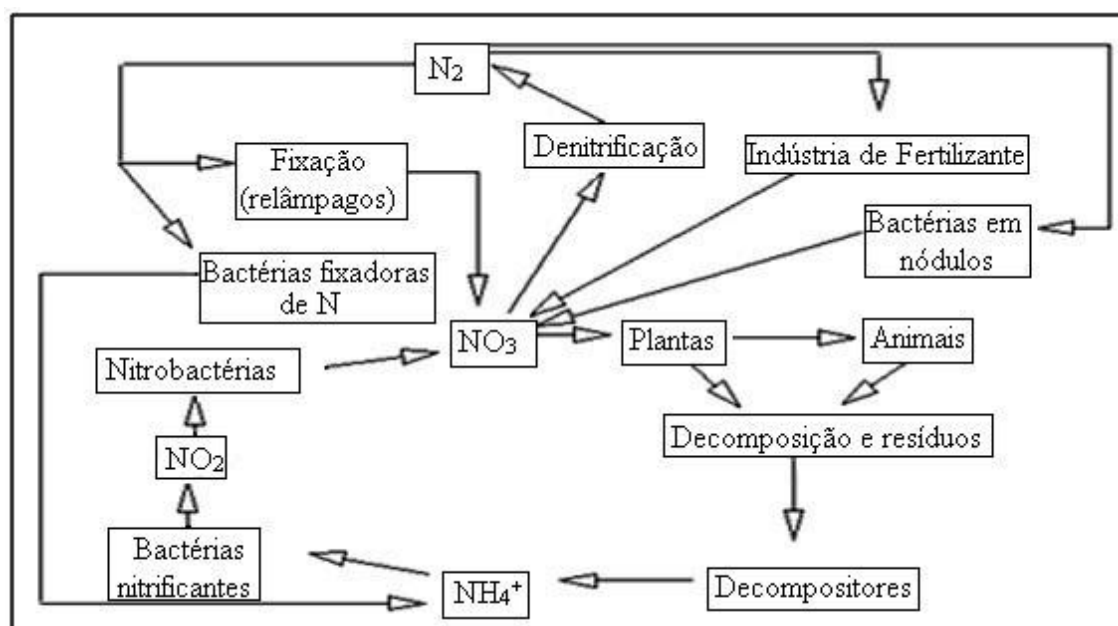 N₂
Denitrificação
Indústria de Fertilizante
Fixação
(relâmpagos)
Bactérias em
nódulos
Bactérias fixadoras
de N
NO₃
Plantas
Animais
Nitrobactérias
Decomposição e resíduos
NO₂
Bactérias
nitrificantes
NH₄⁺
Decompositores